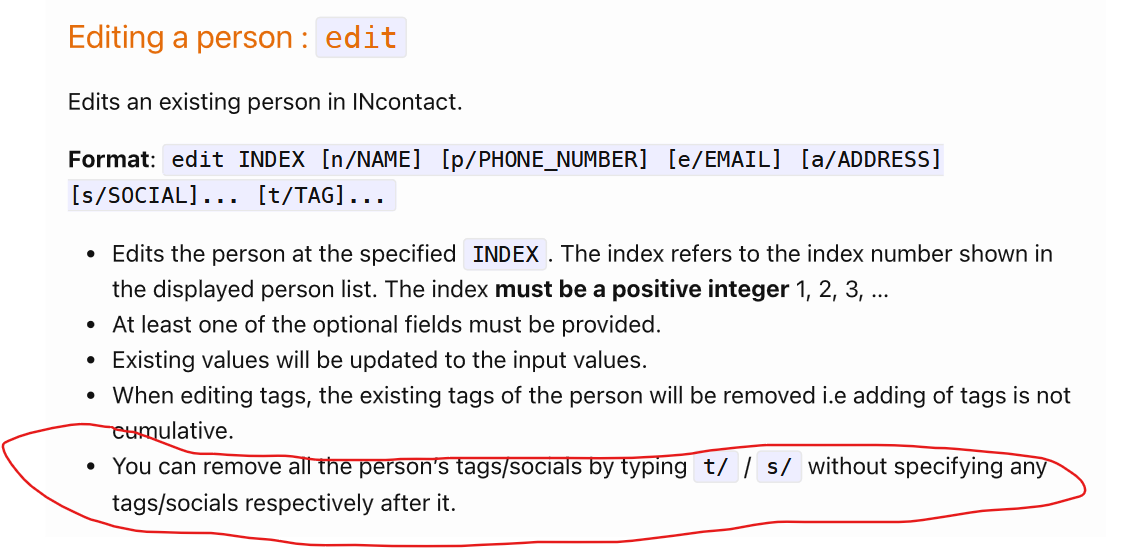 Editing a person : edit
Edits an existing person in INcontact.
Format: edit INDEX [n/NAME] [p/PHONE_NUMBER] [e/EMAIL] [a/ADDRESS]
[s/SOCIAL]... [t/TAG]...
• Edits the person at the specified INDEX. The index refers to the index number shown in
the displayed person list. The index must be a positive integer 1, 2, 3, …
• At least one of the optional fields must be provided.
• Existing values will be updated to the input values.
• When editing tags, the existing tags of the person will be removed i.e adding of tags is not
cumulative.
• You can remove all the person’s tags/socials by typing t/ / s/ without specifying any
tags/socials respectively after it.